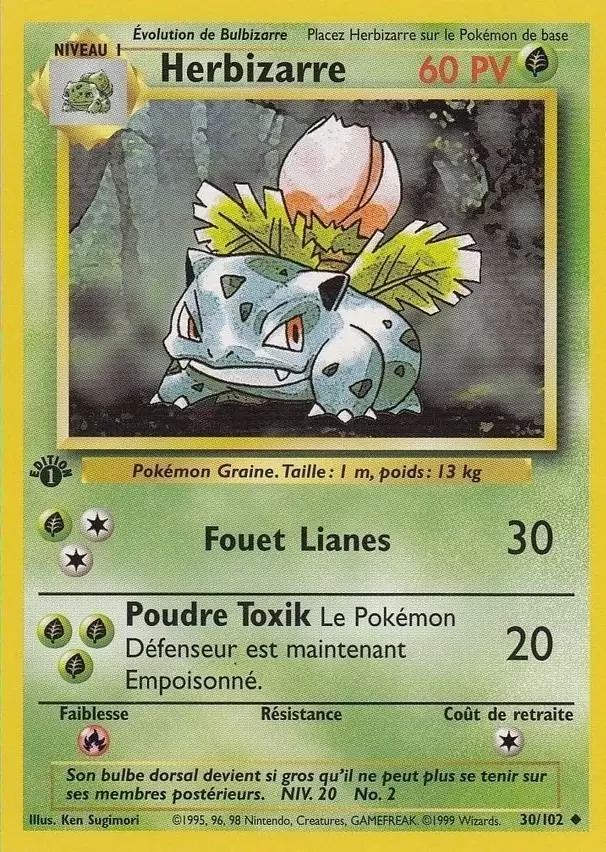 Évolution de Bulbizarre Placez Herbizarre sur le Pokémon de base
NIVEAU 1
Herbizarre 60 PV
EDITION 1
Pokémon Graine. Taille : 1 m, poids : 13 kg
Fouet Lianes 30
Poudre Toxik Le Pokémon
Défenseur est maintenant
Empoisonné. 20
Faiblesse Résistance Coût de retraite
Son bulbe dorsal devient si gros qu'il ne peut plus se tenir sur
ses membres postérieurs. NIV. 20 No. 2
Illus. Ken Sugimori ©1995, 96, 98 Nintendo, Creatures, GAMEFREAK. ©1999 Wizards. 30/102